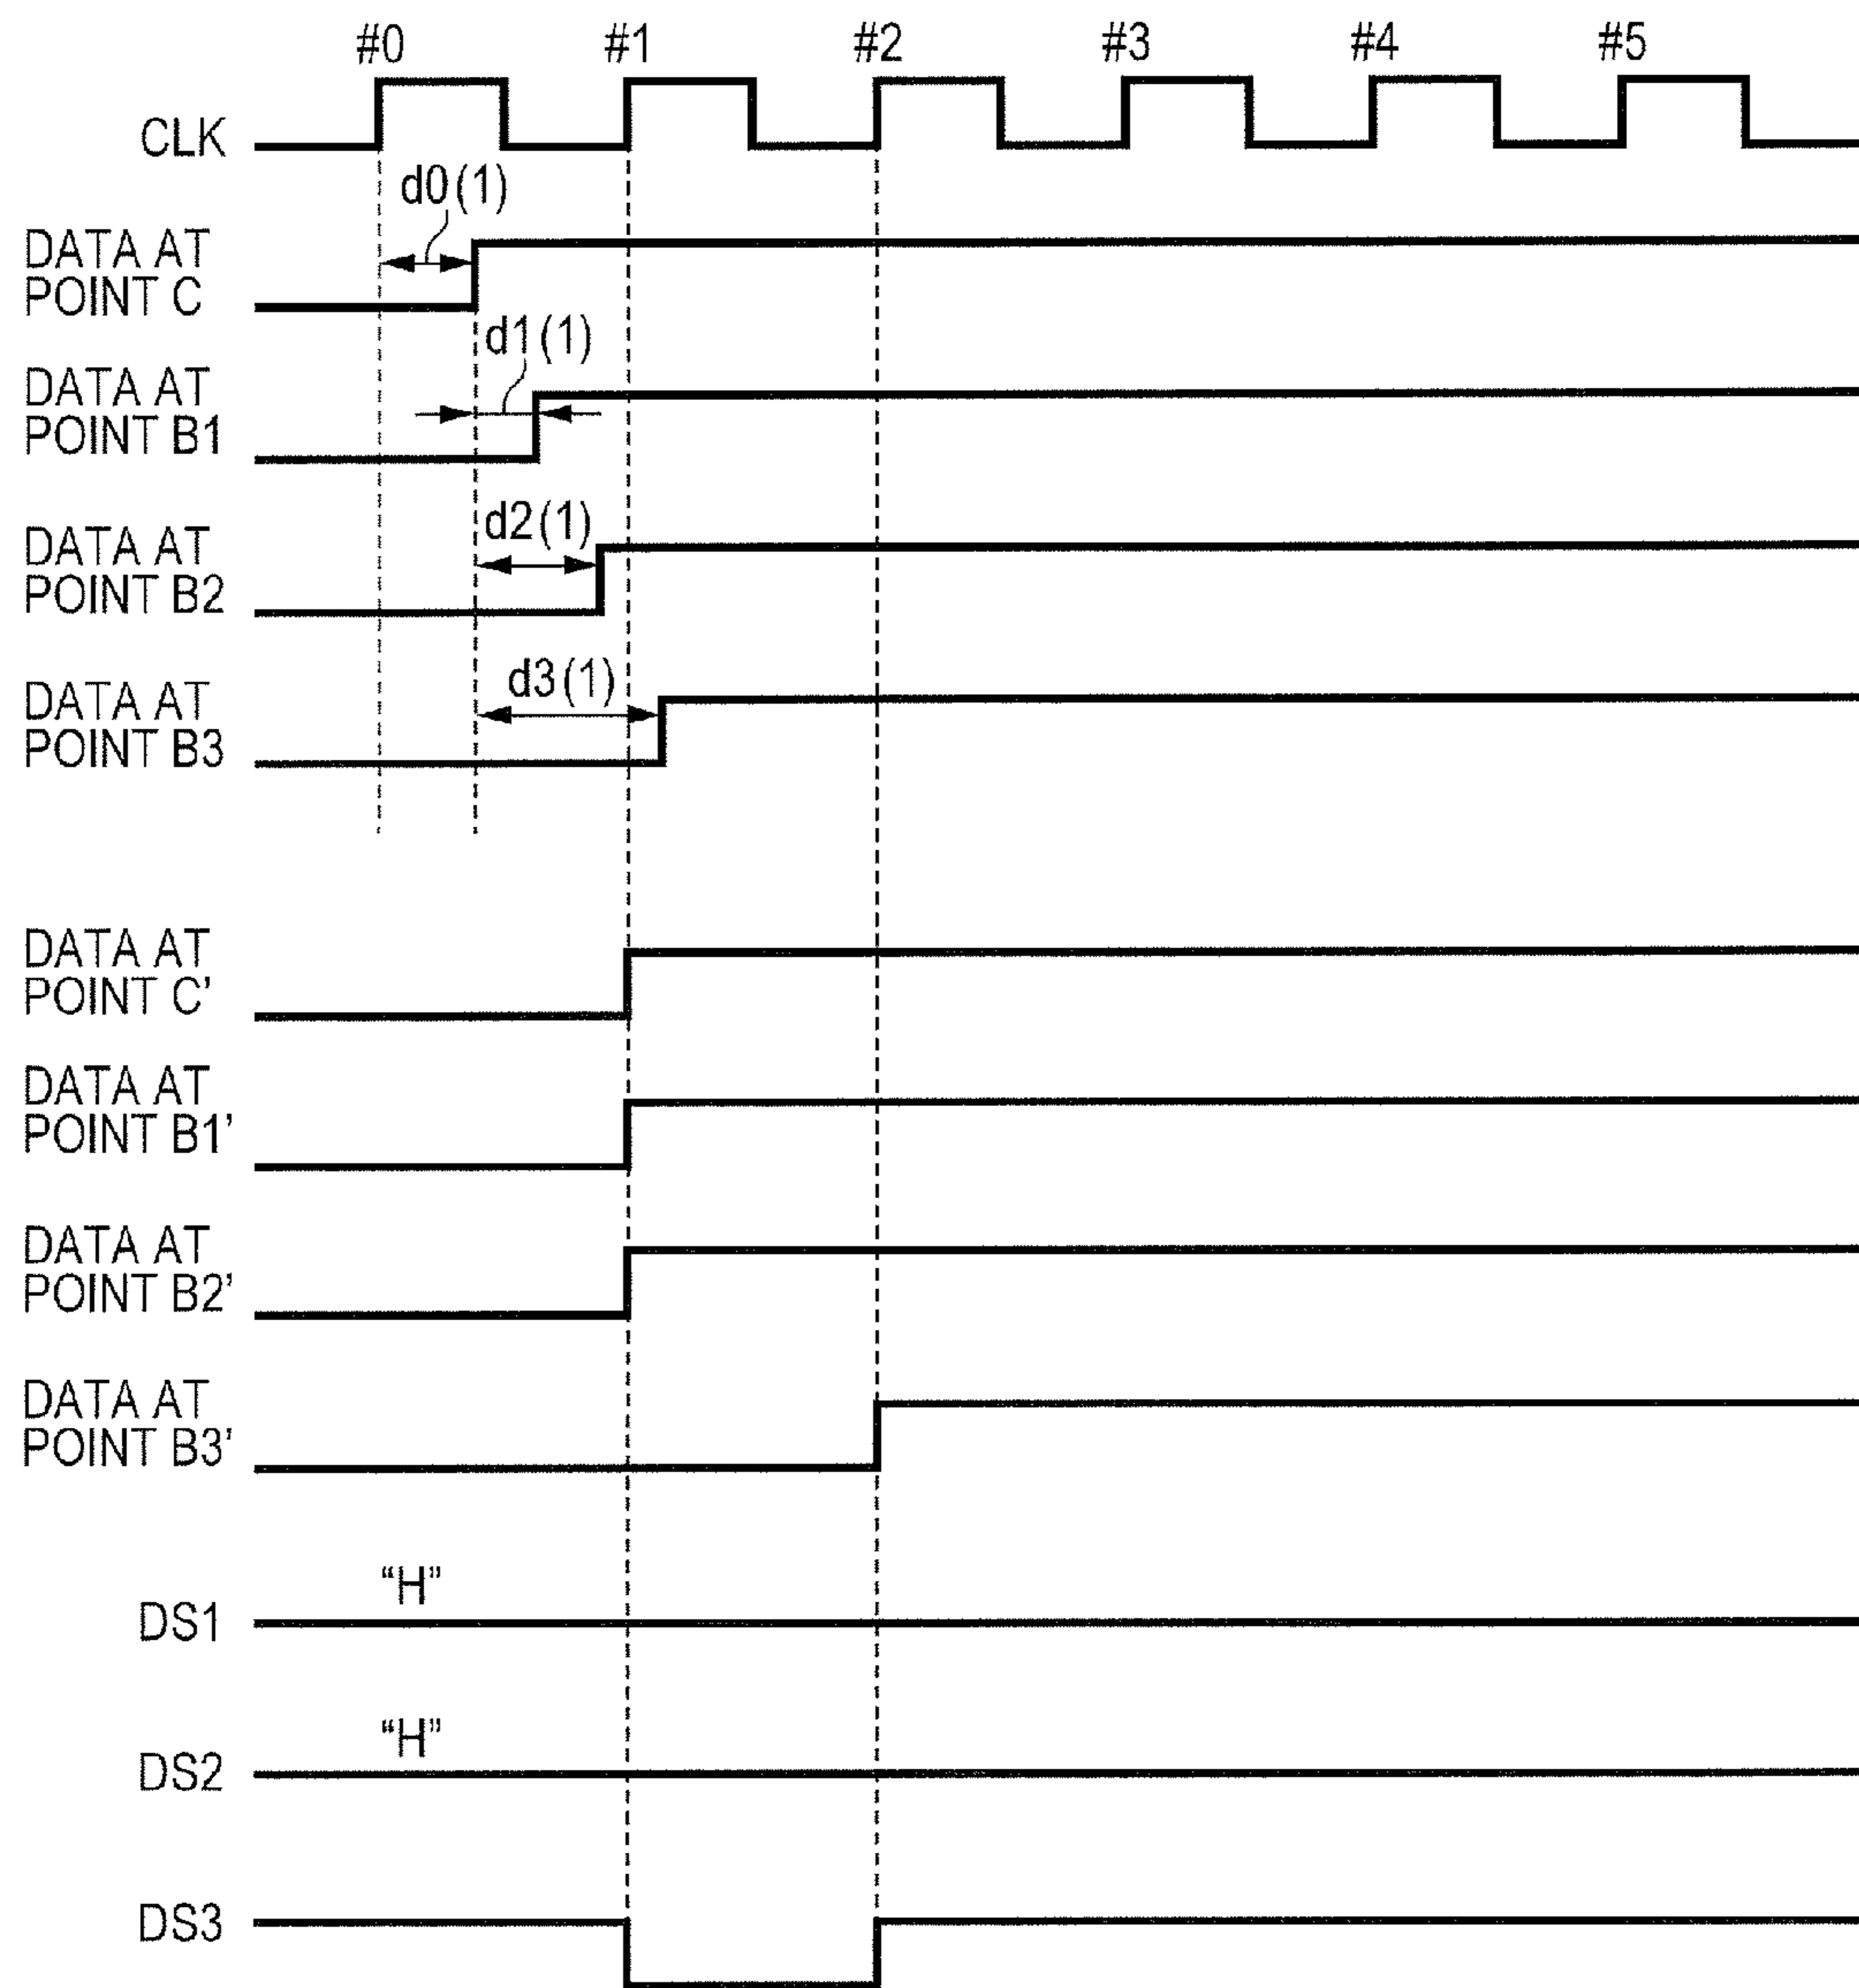 #0 #1 #2 #3 #4 #5
CLK
d0(1)
DATA AT
POINT C
d1(1)
DATA AT
POINT B1
d2(1)
DATA AT
POINT B2
d3(1)
DATA AT
POINT B3
DATA AT
POINT C'
DATA AT
POINT B1'
DATA AT
POINT B2'
DATA AT
POINT B3'
“H”
DS1
“H”
DS2
DS3